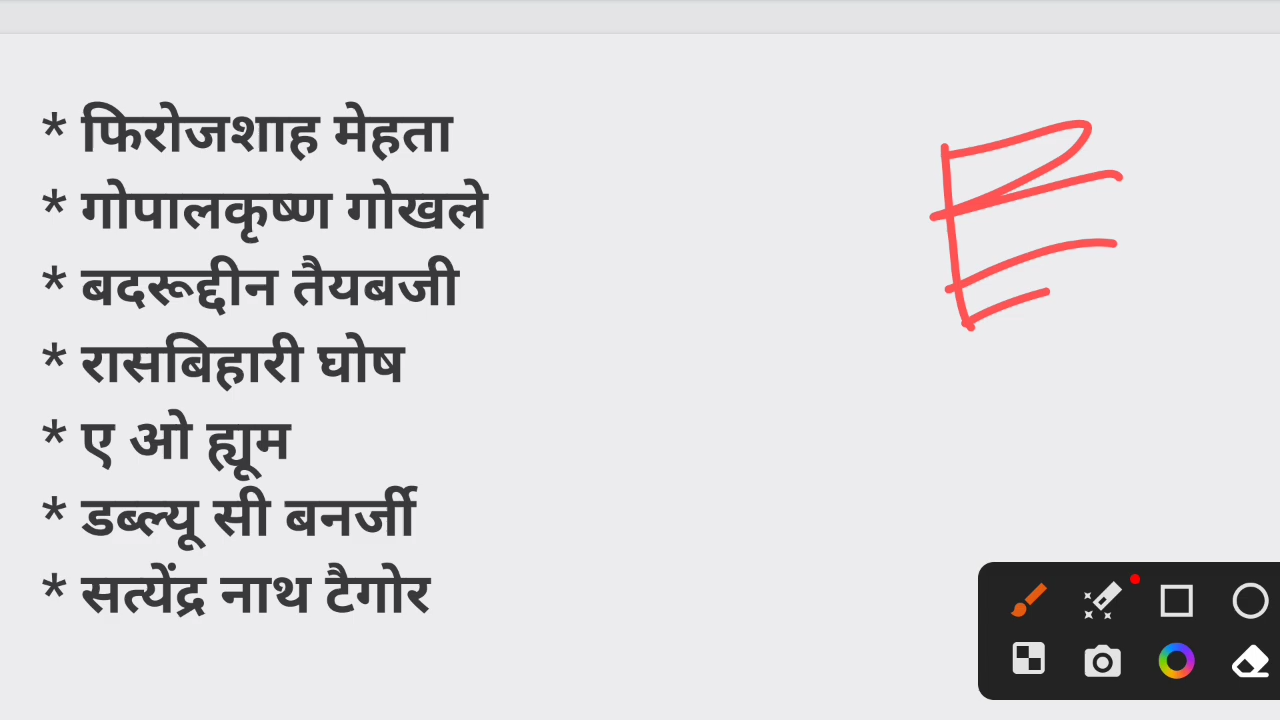 * फिरोजशाह मेहता
* गोपालकृष्ण गोखले
* बदरूद्दीन तैयबजी
* रासबिहारी घोष
* ए ओ ह्यूम
* डब्ल्यू सी बनर्जी
* सत्येंद्र नाथ टैगोर